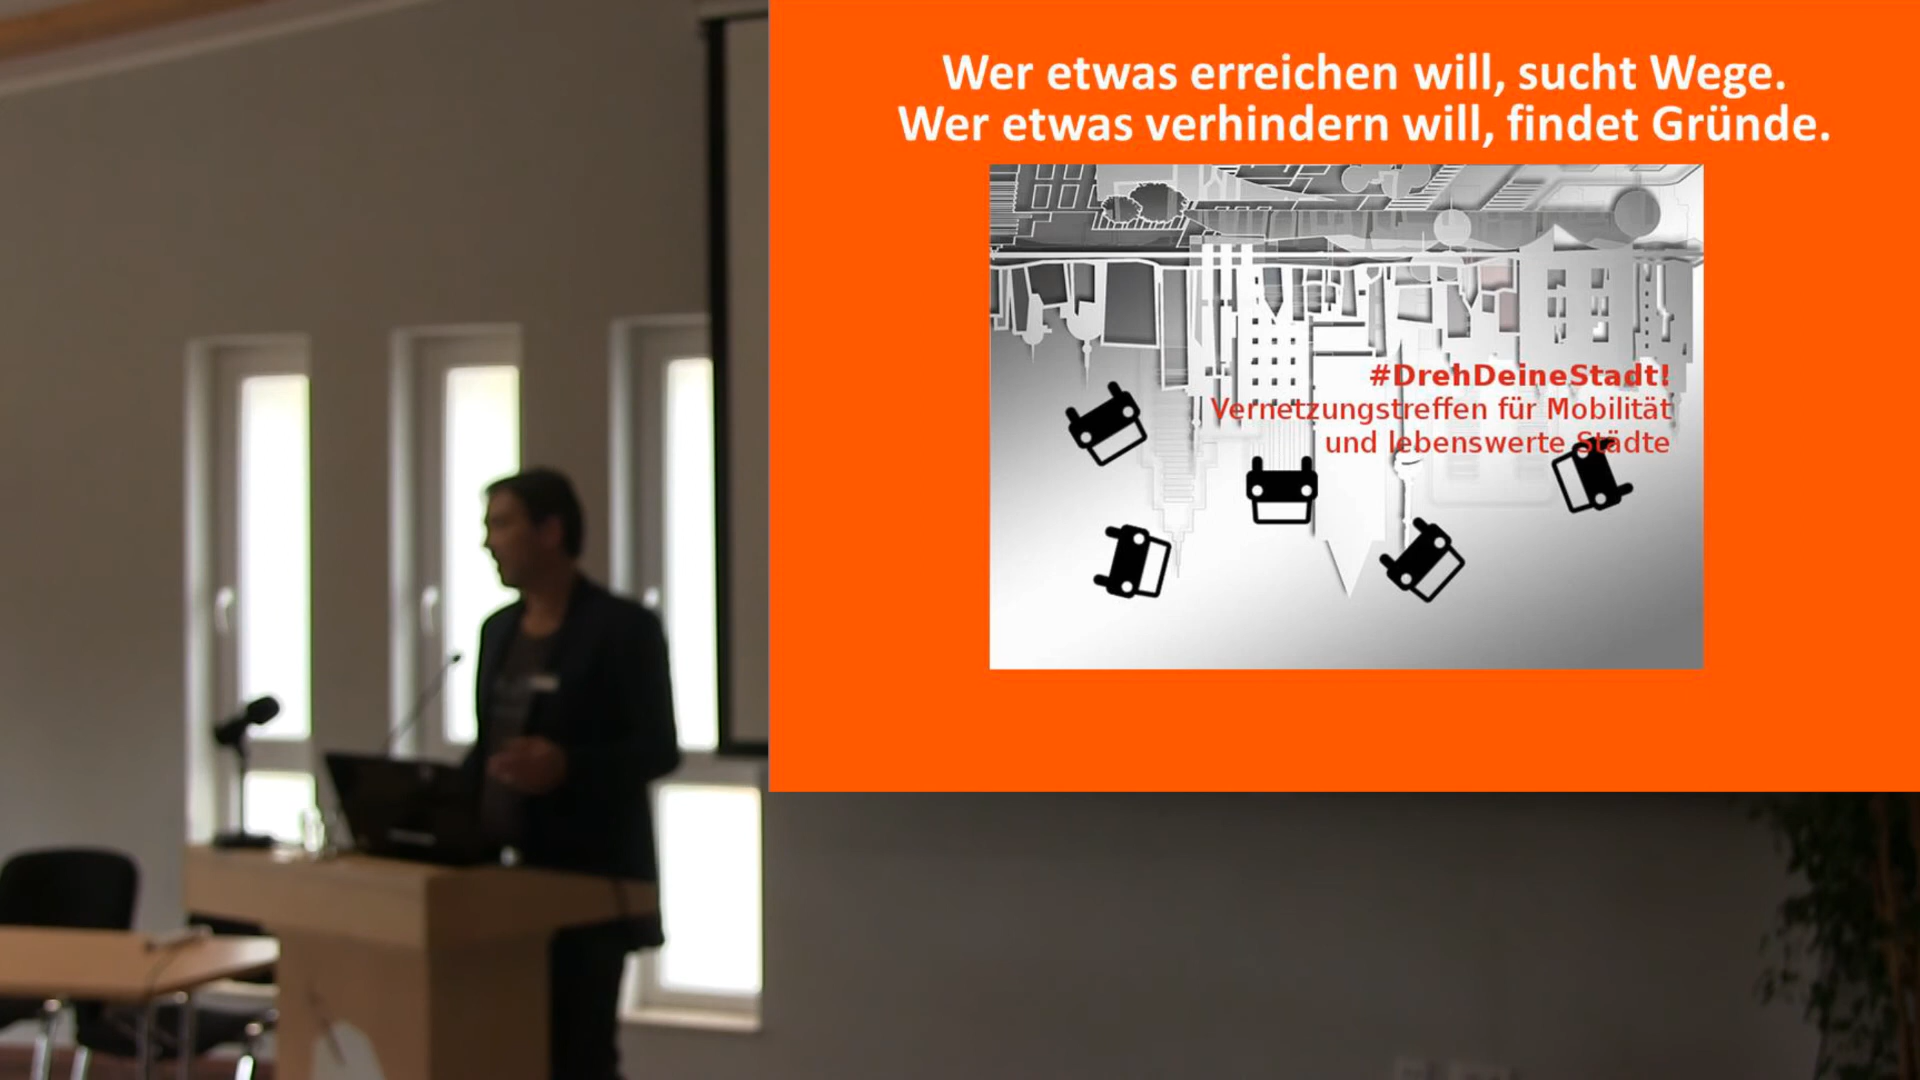 Wer etwas erreichen will, sucht Wege.
Wer etwas verhindern will, findet Gründe.
#DrehDeineStadt!
Vernetzungstreffen für Mobilität
und lebenswerte Städte